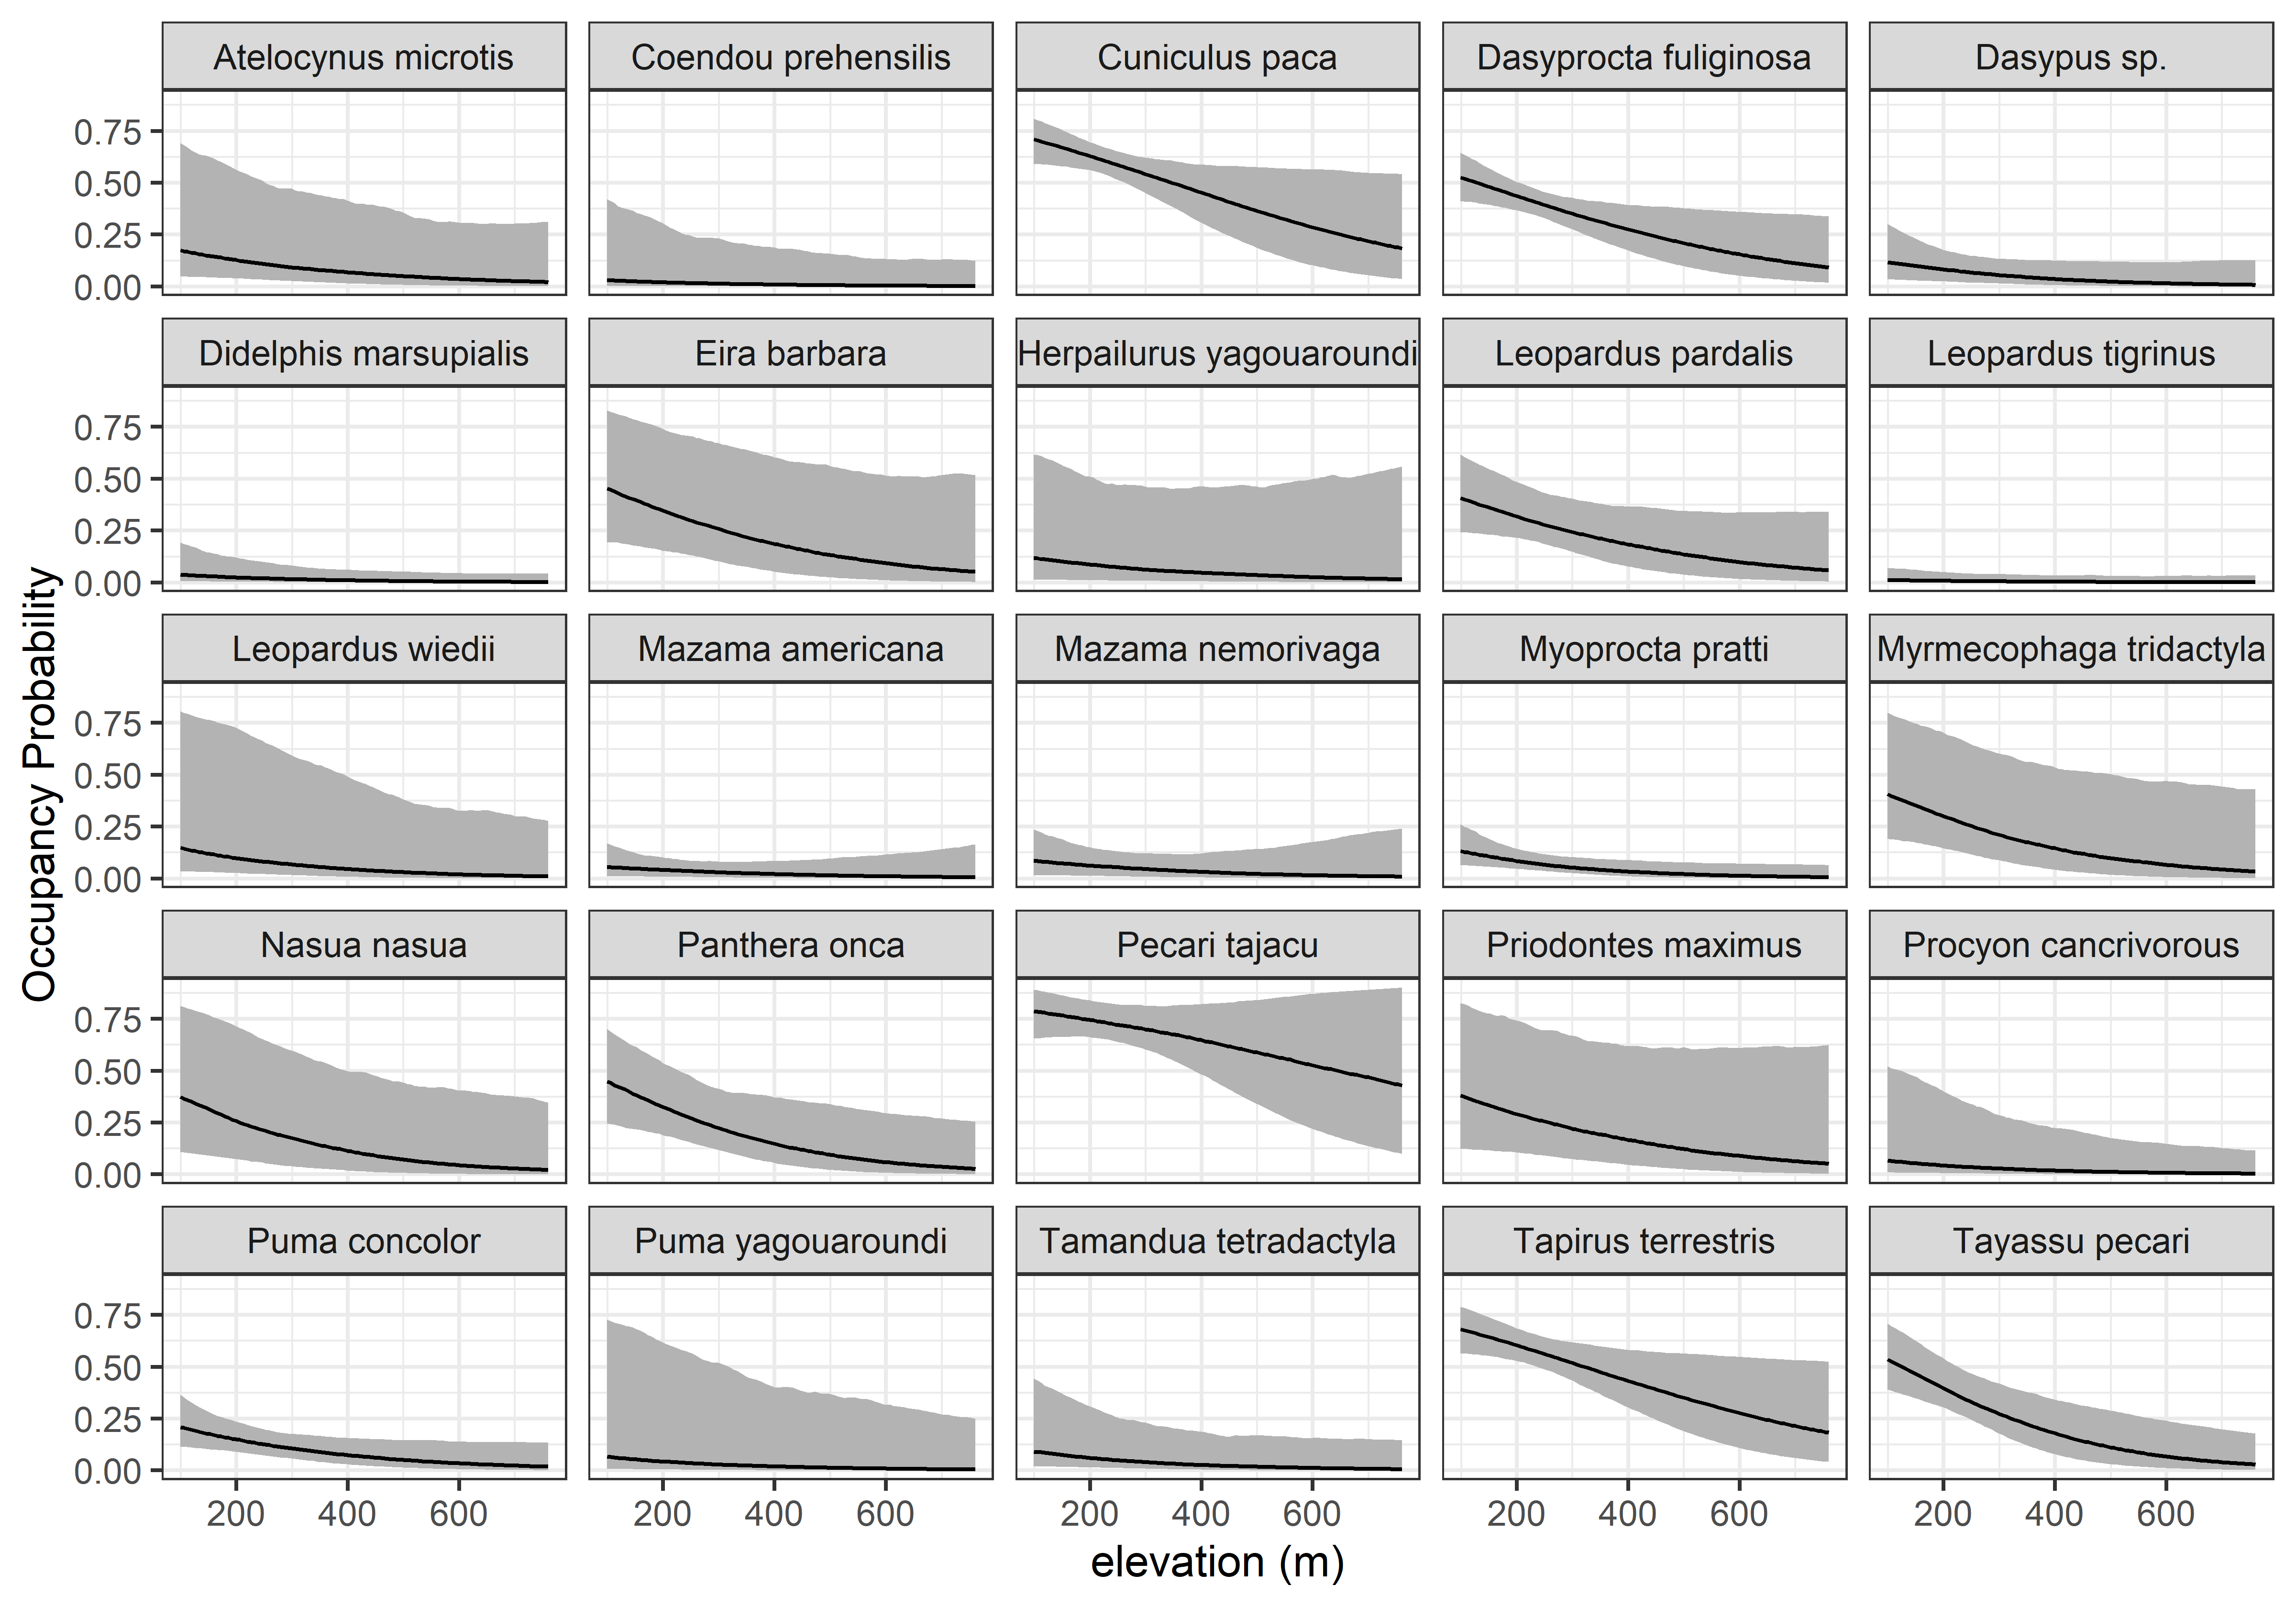 Atelocynus microtis
Coendou prehensilis
Cuniculus paca
Dasyprocta fuliginosa
Dasypus sp.
0.75
0.50
0.25
0.00
Didelphis marsupialis
Eira barbara
Herpailurus yagouaroundi
Leopardus pardalis
Leopardus tigrinus
0.75
0.50
0.25
0.00
Leopardus wiedii
Mazama americana
Mazama nemorivaga
Myoprocta pratti
Myrmecophaga tridactyla
0.75
0.50
0.25
0.00
Nasua nasua
Panthera onca
Pecari tajacu
Priodontes maximus
Procyon cancrivorous
0.75
0.50
0.25
0.00
Puma concolor
Puma yagouaroundi
Tamandua tetradactyla
Tapirus terrestris
Tayassu pecari
0.75
0.50
0.25
0.00
200 400 600
200 400 600
200 400 600
200 400 600
200 400 600
elevation (m)
Occupancy Probability